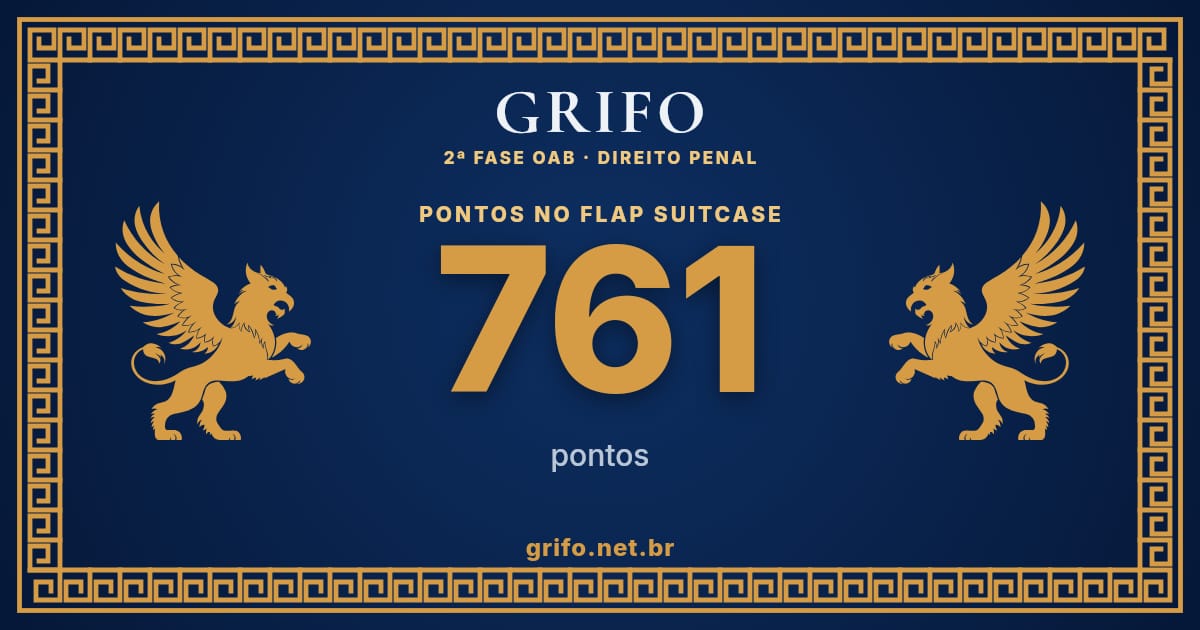 GRIFO
2ª FASE OAB · DIREITO PENAL
PONTOS NO FLAP SUITCASE
761
pontos
grifo.net.br